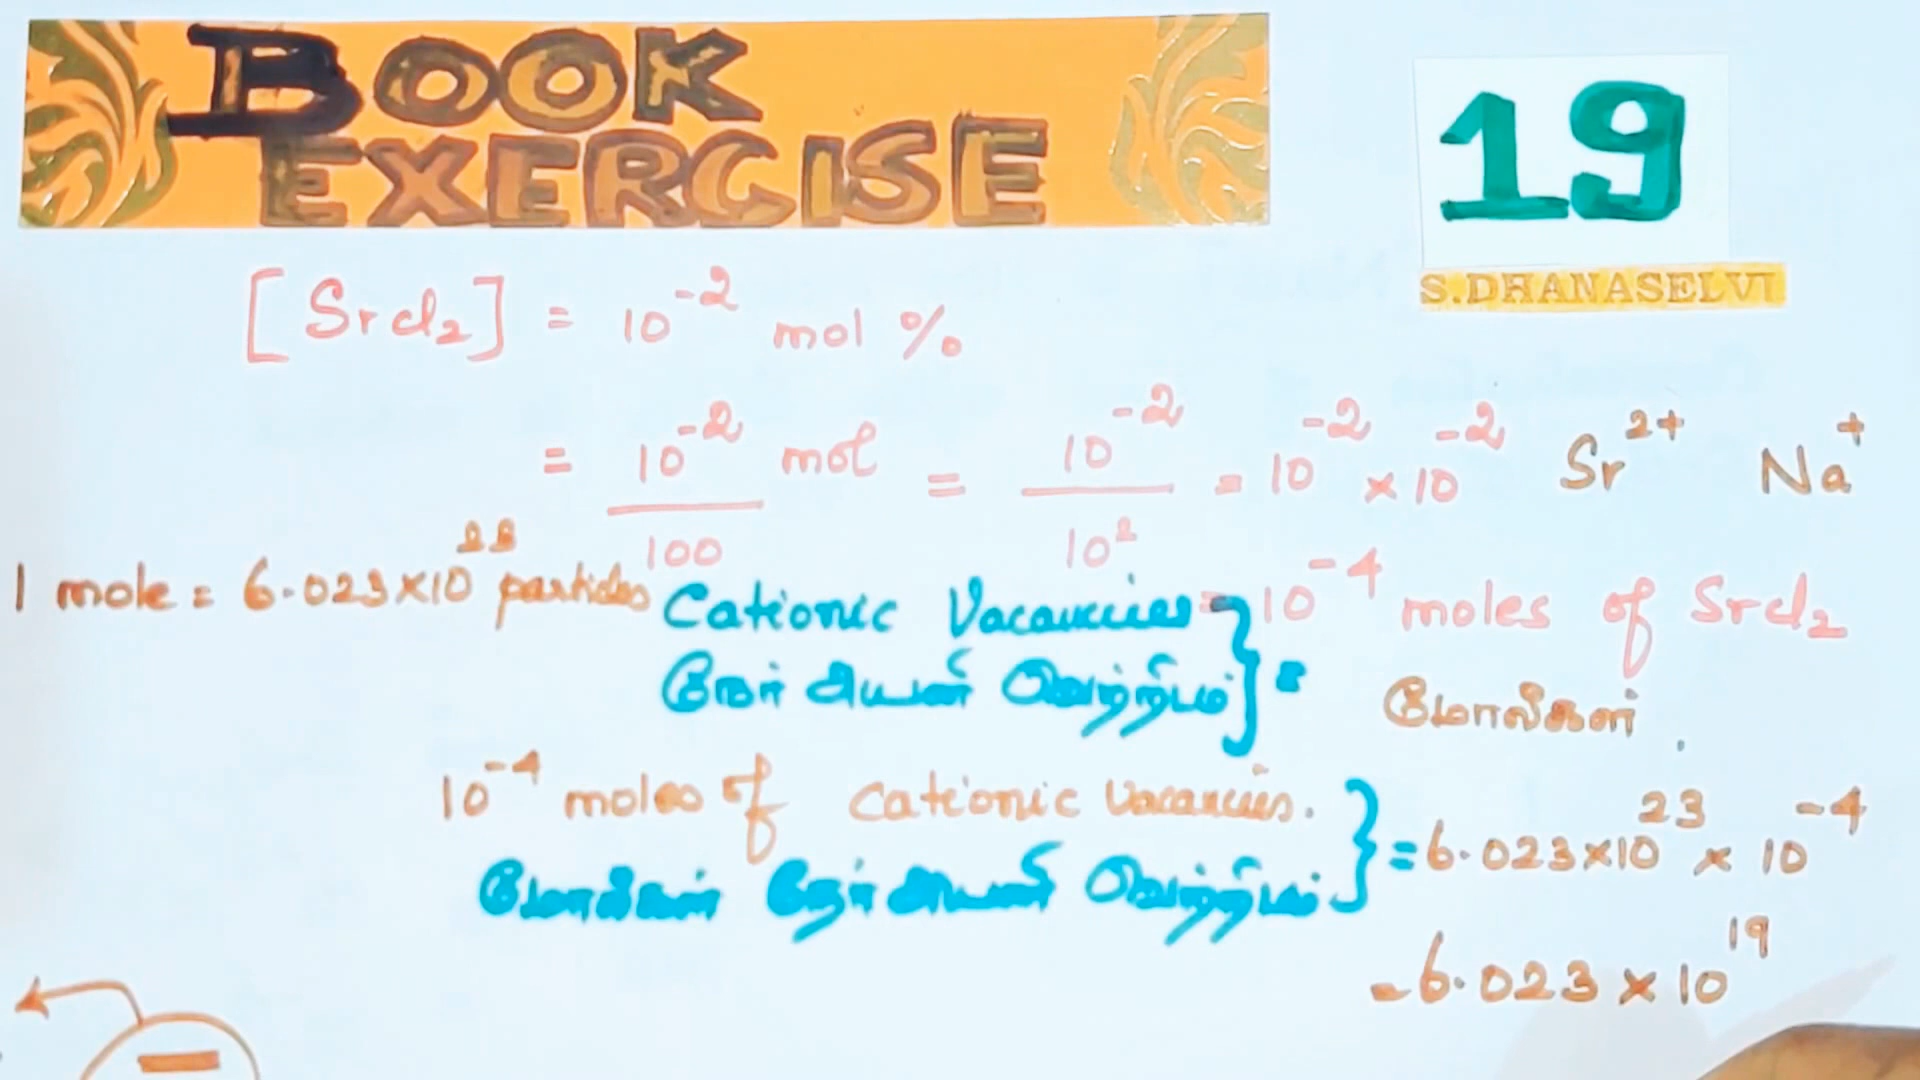 BOOK
EXERCISE
19
S.DHANASELVI
[SrCl2] = 10^-2 mol %
= 10^-2 mol / 100 = 10^-2 / 10^2 = 10^-2 × 10^-2 Sr^2+ Na^+
1 mole = 6.023×10^23 particles
= 10^-4 moles of SrCl2
மோல்கள்
Cationic Vacancies
நேர் அயனி வெற்றிடம் } =
10^-4 moles of Cationic Vacancies.
மோல்கள் நேர் அயனி வெற்றிடம் } = 6.023×10^23 × 10^-4
= 6.023 × 10^19